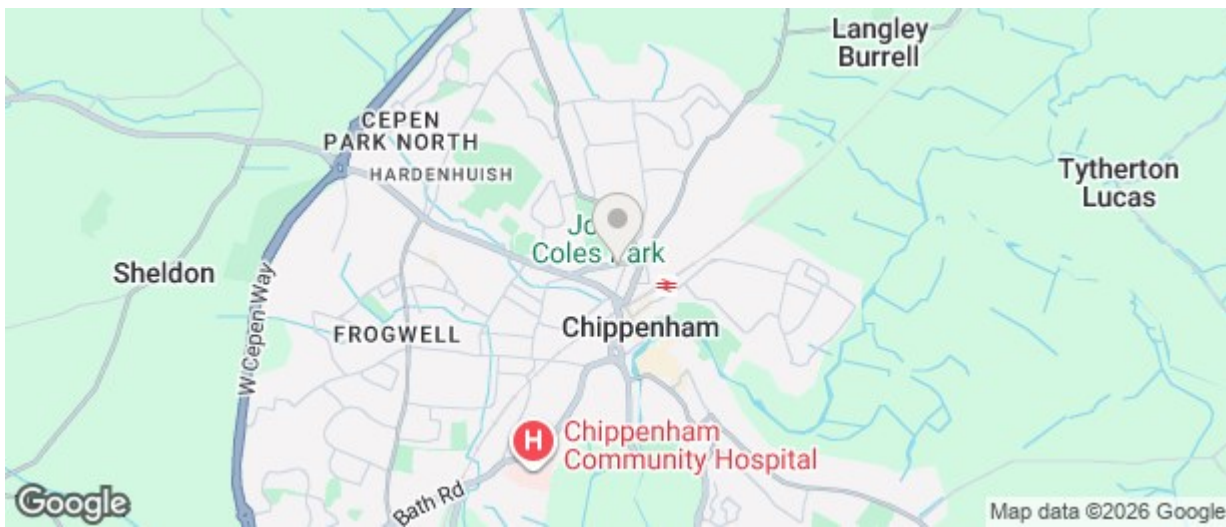 Langley
Burrell
CEPEN
PARK NORTH
HARDENHUISH
Tytherton
Lucas
Coles Park
Sheldon
W Cepen Way
FROGWELL
Chippenham
H
Chippenham
Community Hospital
Bath Rd
Google
Map data ©2026 Google